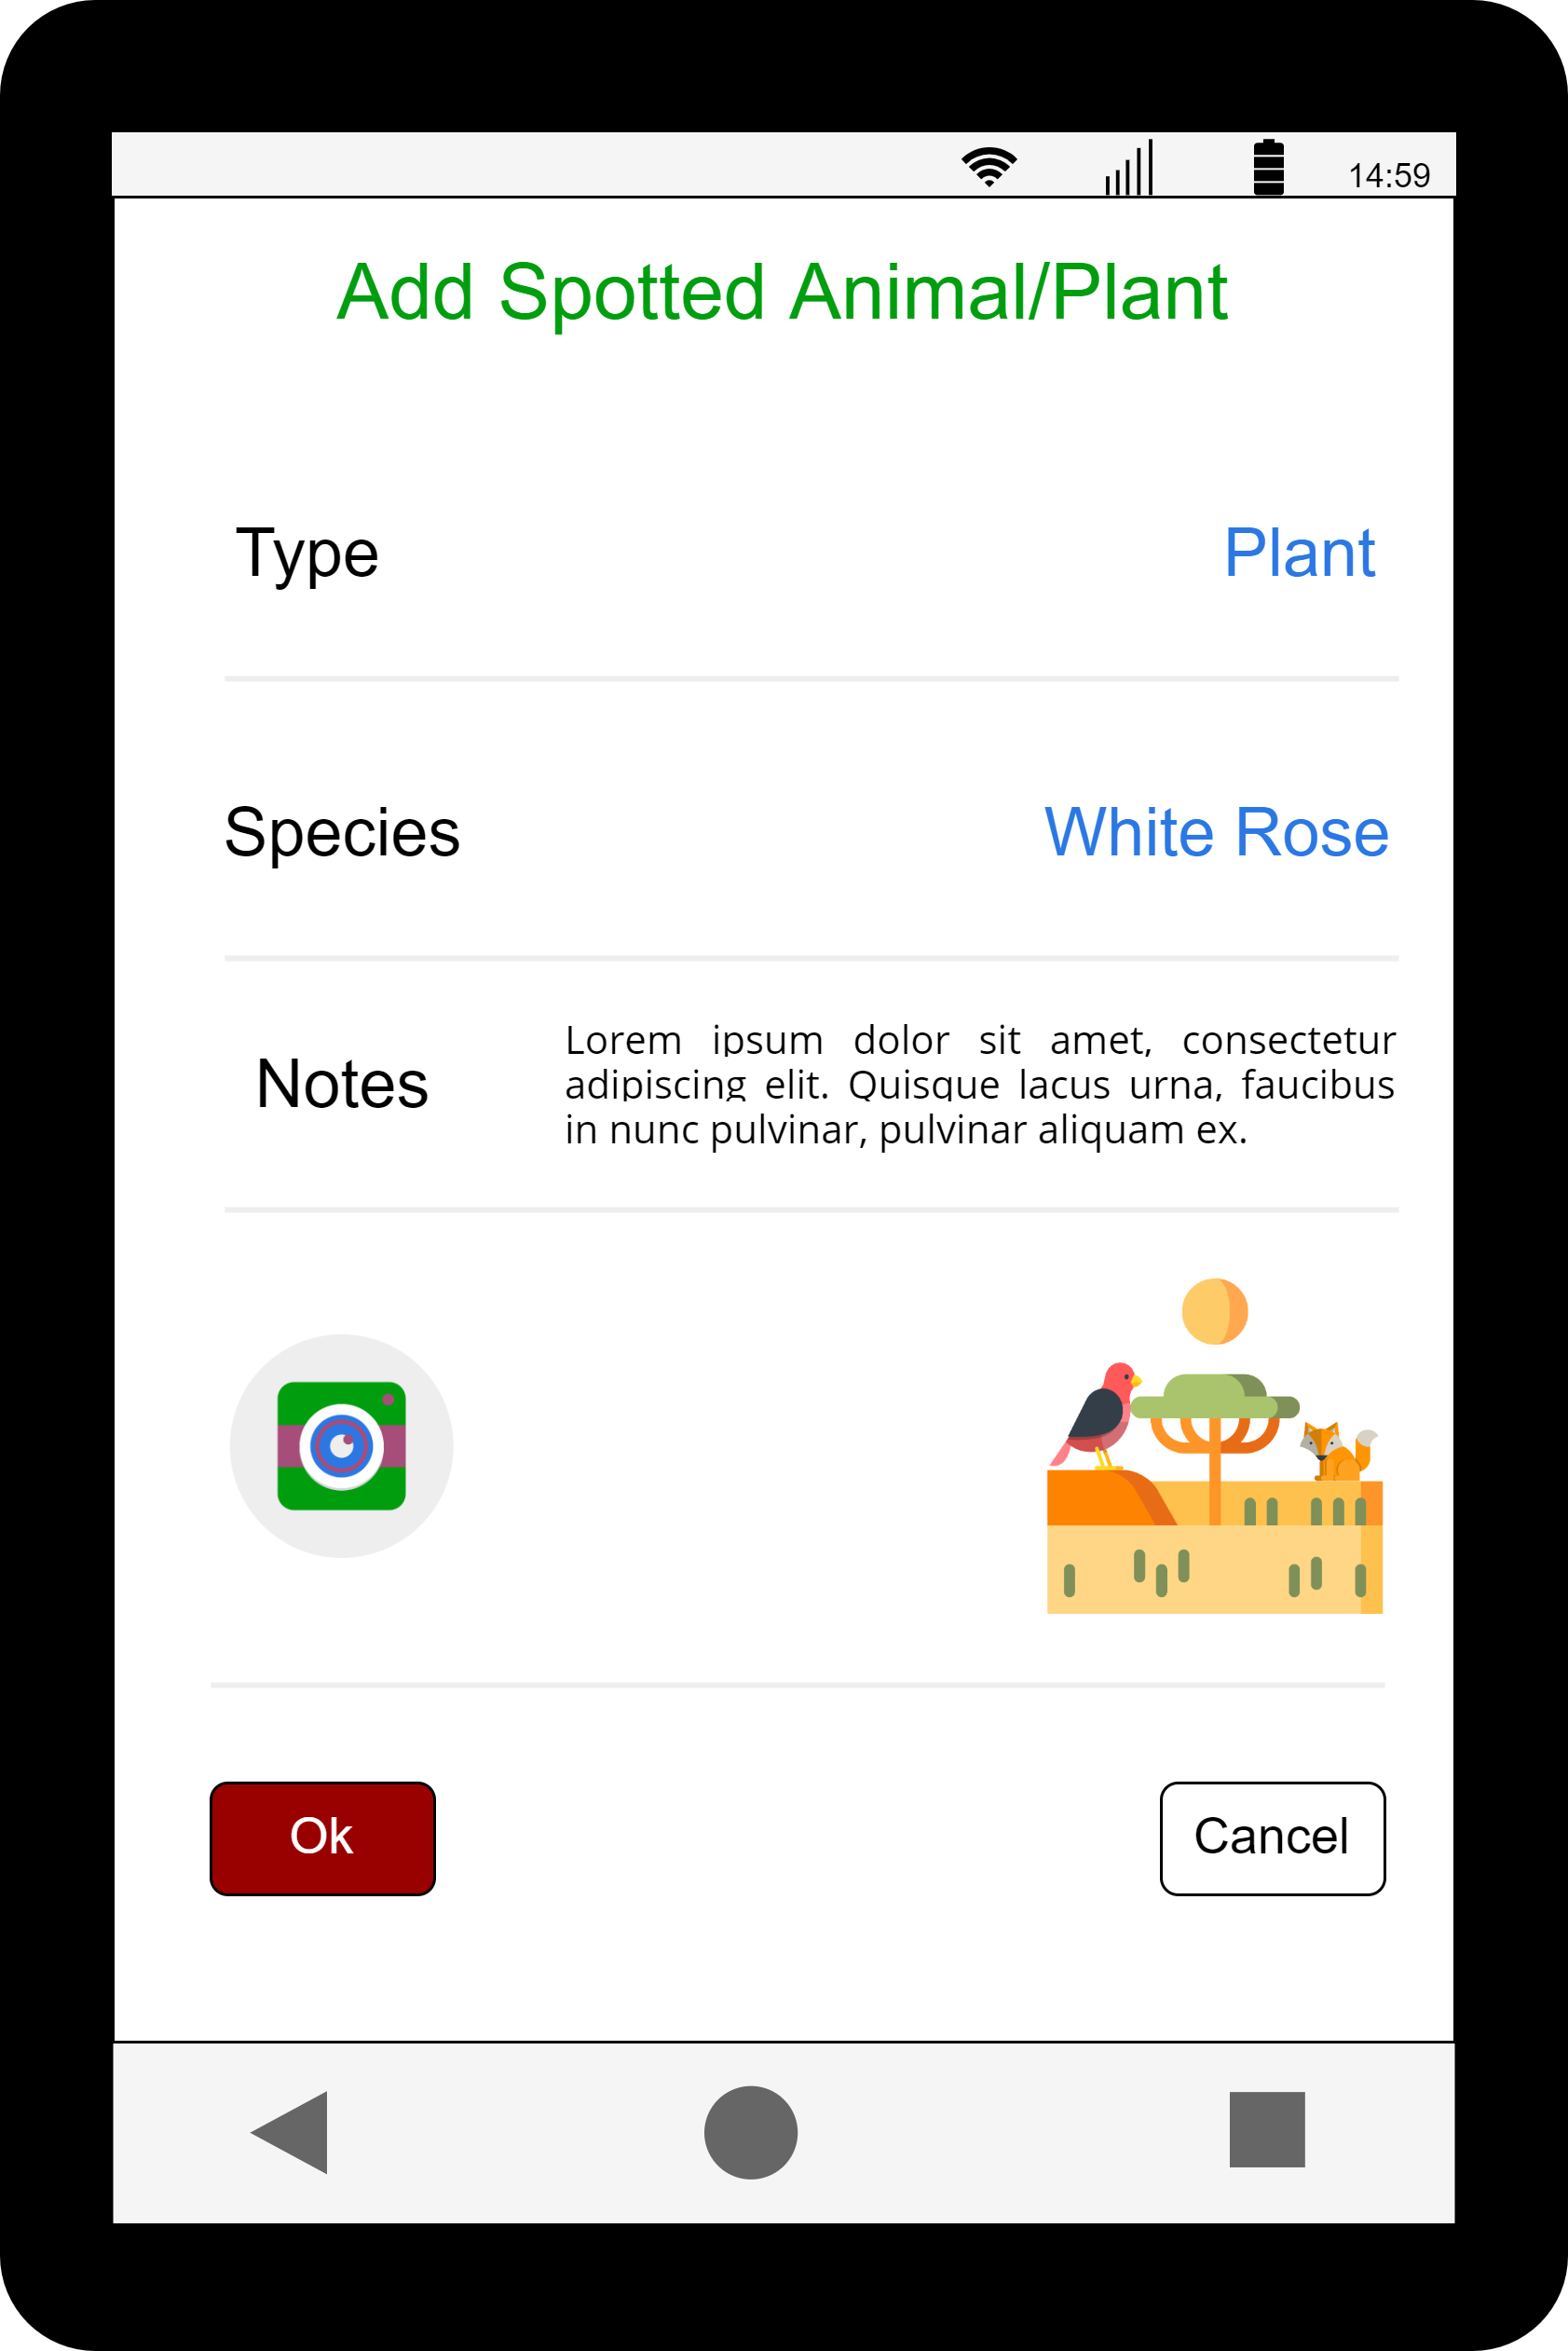 14:59
Add Spotted Animal/Plant
Type
Plant
Species
White Rose
Notes
Lorem ipsum dolor sit amet, consectetur
adipiscing elit. Quisque lacus urna, faucibus
in nunc pulvinar, pulvinar aliquam ex.
Ok
Cancel